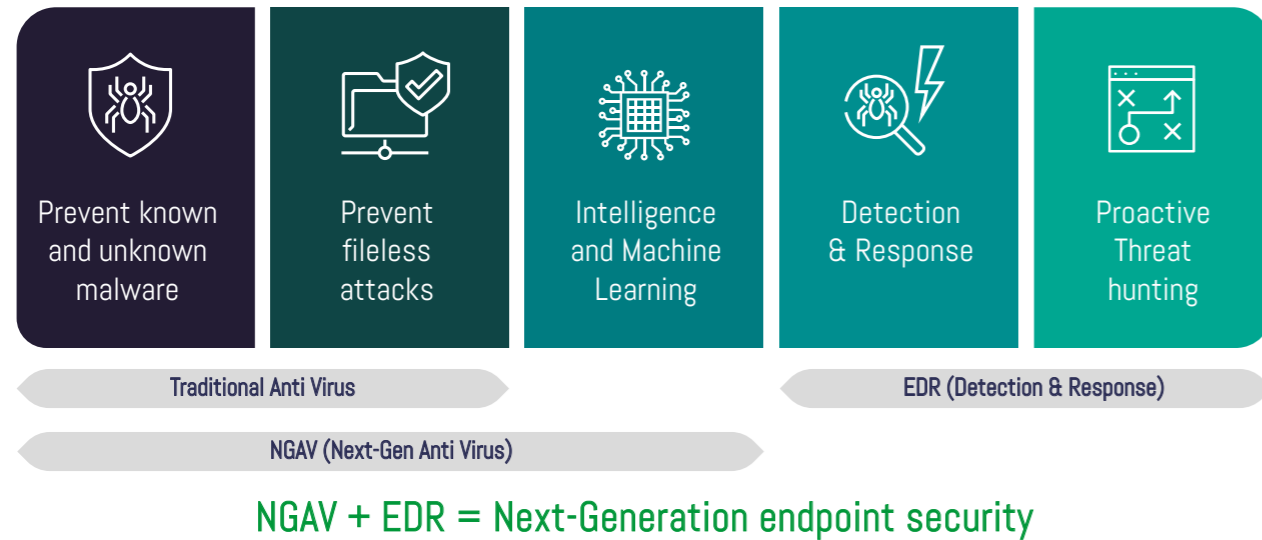 Prevent known
and unknown
malware
Prevent
fileless
attacks
Intelligence
and Machine
Learning
Detection
& Response
Proactive
Threat
hunting
Traditional Anti Virus
EDR (Detection & Response)
NGAV (Next-Gen Anti Virus)
NGAV + EDR = Next-Generation endpoint security